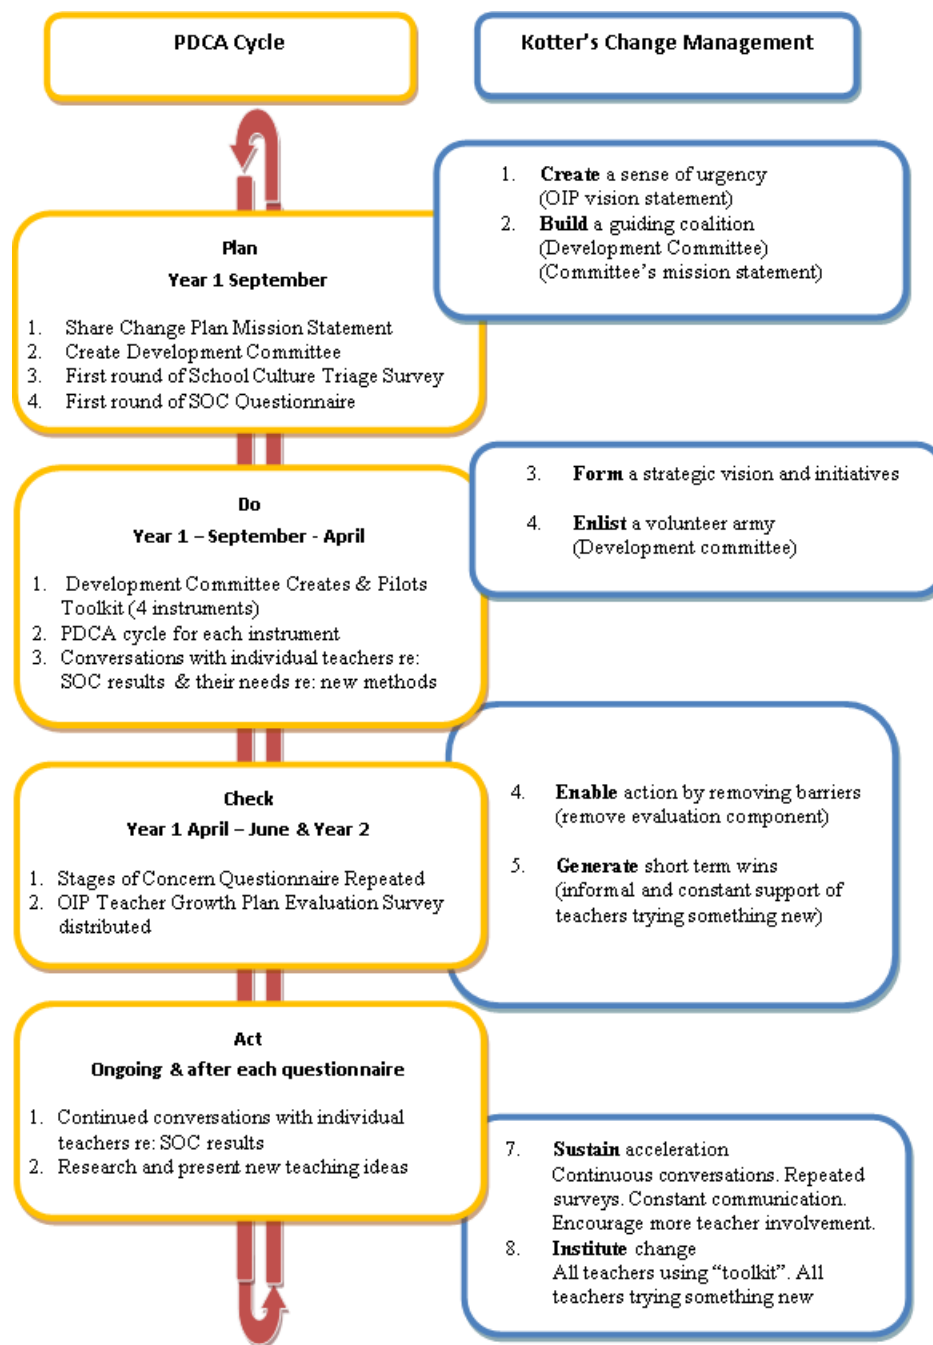 PDCA Cycle
Kotter's Change Management
1. Create a sense of urgency
(OIP vision statement)
2. Build a guiding coalition
(Development Committee)
(Committee's mission statement)
Plan
Year 1 September
1. Share Change Plan Mission Statement
2. Create Development Committee
3. First round of School Culture Triage Survey
4. First round of SOC Questionnaire
3. Form a strategic vision and initiatives
4. Enlist a volunteer army
(Development committee)
Do
Year 1 – September - April
1. Development Committee Creates & Pilots
Toolkit (4 instruments)
2. PDCA cycle for each instrument
3. Conversations with individual teachers re:
SOC results & their needs re: new methods
4. Enable action by removing barriers
(remove evaluation component)
5. Generate short term wins
(informal and constant support of
teachers trying something new)
Check
Year 1 April – June & Year 2
1. Stages of Concern Questionnaire Repeated
2. OIP Teacher Growth Plan Evaluation Survey
distributed
Act
Ongoing & after each questionnaire
1. Continued conversations with individual
teachers re: SOC results
2. Research and present new teaching ideas
7. Sustain acceleration
Continuous conversations. Repeated
surveys. Constant communication.
Encourage more teacher involvement.
8. Institute change
All teachers using “toolkit”. All
teachers trying something new